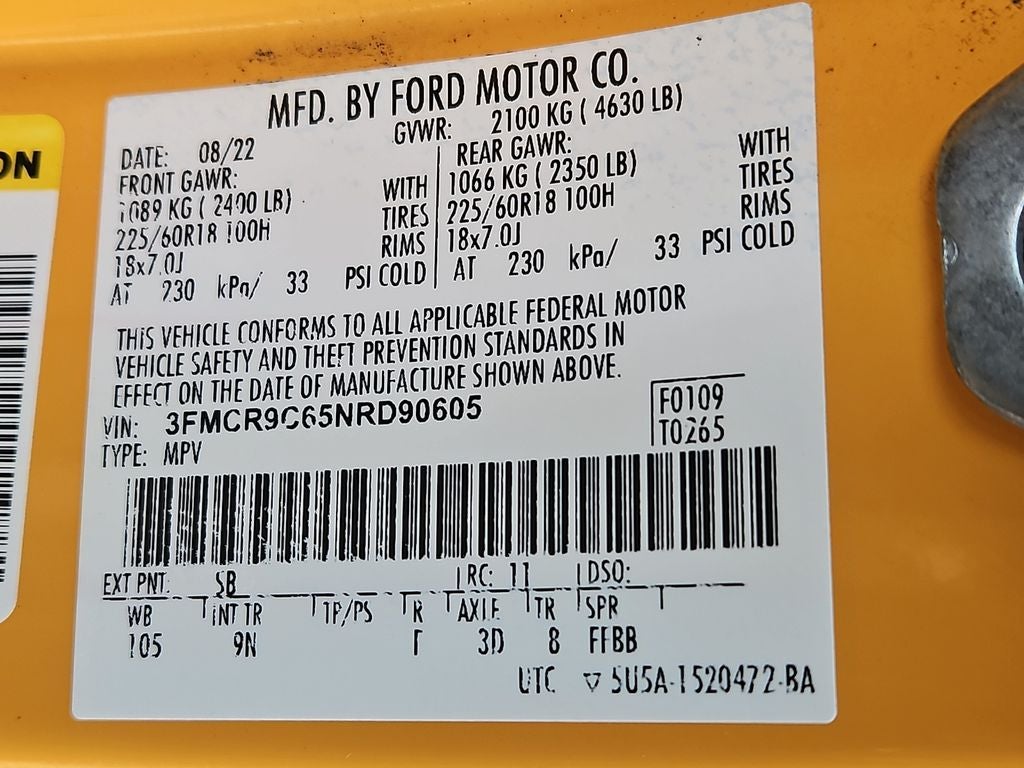 ON
MFD. BY FORD MOTOR CO.
DATE: 08/22 GVWR: 2100 KG ( 4630 LB)
FRONT GAWR: REAR GAWR:
1089 KG ( 2400 LB) WITH 1066 KG ( 2350 LB) WITH
225/60R18 100H TIRES 225/60R18 100H TIRES
18x7.0J RIMS 18x7.0J RIMS
AT 230 kPa/ 33 PSI COLD AT 230 kPa/ 33 PSI COLD
THIS VEHICLE CONFORMS TO ALL APPLICABLE FEDERAL MOTOR
VEHICLE SAFETY AND THEFT PREVENTION STANDARDS IN
EFFECT ON THE DATE OF MANUFACTURE SHOWN ABOVE.
VIN: 3FMCR9C65NRD90605 F0109
TYPE: MPV T0265
EXT PNT: SB RC: 11 DSO:
WB INT TR TP/PS R AXLE TR SPR
105 9N 3D 8 FFBB
UTC ▽ 5U5A-1520472-BA